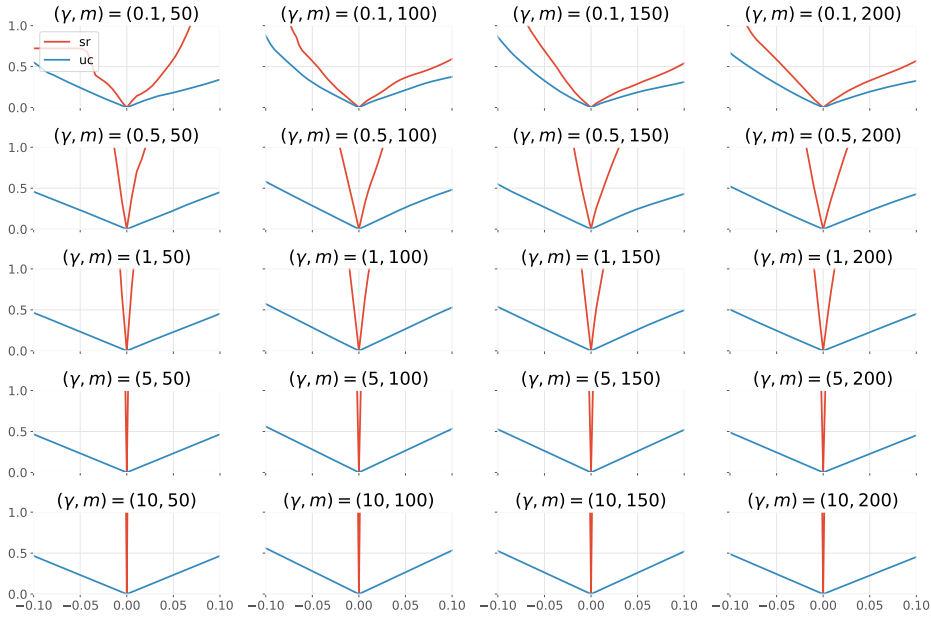 (γ, m) = (0.1, 50) (γ, m) = (0.1, 100) (γ, m) = (0.1, 150) (γ, m) = (0.1, 200)
1.0
sr
uc
0.5
0.0
(γ, m) = (0.5, 50) (γ, m) = (0.5, 100) (γ, m) = (0.5, 150) (γ, m) = (0.5, 200)
1.0
0.5
0.0
(γ, m) = (1, 50) (γ, m) = (1, 100) (γ, m) = (1, 150) (γ, m) = (1, 200)
1.0
0.5
0.0
(γ, m) = (5, 50) (γ, m) = (5, 100) (γ, m) = (5, 150) (γ, m) = (5, 200)
1.0
0.5
0.0
(γ, m) = (10, 50) (γ, m) = (10, 100) (γ, m) = (10, 150) (γ, m) = (10, 200)
1.0
0.5
0.0
−0.10 −0.05 0.00 0.05 0.10 −0.10 −0.05 0.00 0.05 0.10 −0.10 −0.05 0.00 0.05 0.10 −0.10 −0.05 0.00 0.05 0.10